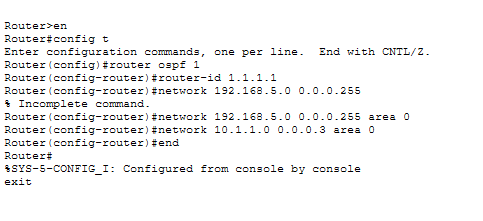 Router>en
Router#config t
Enter configuration commands, one per line.  End with CNTL/Z.
Router(config)#router ospf 1
Router(config-router)#router-id 1.1.1.1
Router(config-router)#network 192.168.5.0 0.0.0.255
% Incomplete command.
Router(config-router)#network 192.168.5.0 0.0.0.255 area 0
Router(config-router)#network 10.1.1.0 0.0.0.3 area 0
Router(config-router)#end
Router#
%SYS-5-CONFIG_I: Configured from console by console
exit